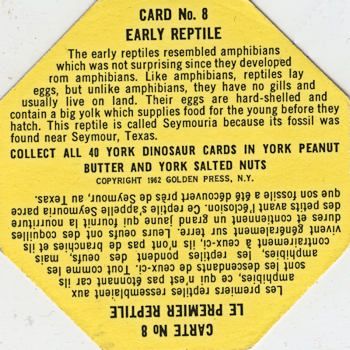 CARD No. 8
EARLY REPTILE
The early reptiles resembled amphibians
which was not surprising since they developed
rom amphibians. Like amphibians, reptiles lay
eggs, but unlike amphibians, they have no gills and
usually live on land. Their eggs are hard-shelled and
contain a big yolk which supplies food for the young before they
hatch. This reptile is called Seymouria because its fossil was
found near Seymour, Texas.
COLLECT ALL 40 YORK DINOSAUR CARDS IN YORK PEANUT
BUTTER AND YORK SALTED NUTS
COPYRIGHT 1962 GOLDEN PRESS, N.Y.
CARTE No 8
LE PREMIER REPTILE
Les premiers reptiles ressemblaient aux
amphibies, ce qui n'est pas étonnant car ils
sont les descendants de ceux-ci. Tout comme les
amphibies, les reptiles pondent des oeufs, mais,
contrairement à ceux-ci, ils n'ont pas de branchies et ils
vivent généralement sur terre. Leurs oeufs ont des coquilles
dures et contiennent un grand jaune qui fournit la nourriture
des petits avant l'éclosion. Ce reptile s'appelle Seymouria parce
que son fossile a été découvert près de Seymour, au Texas.